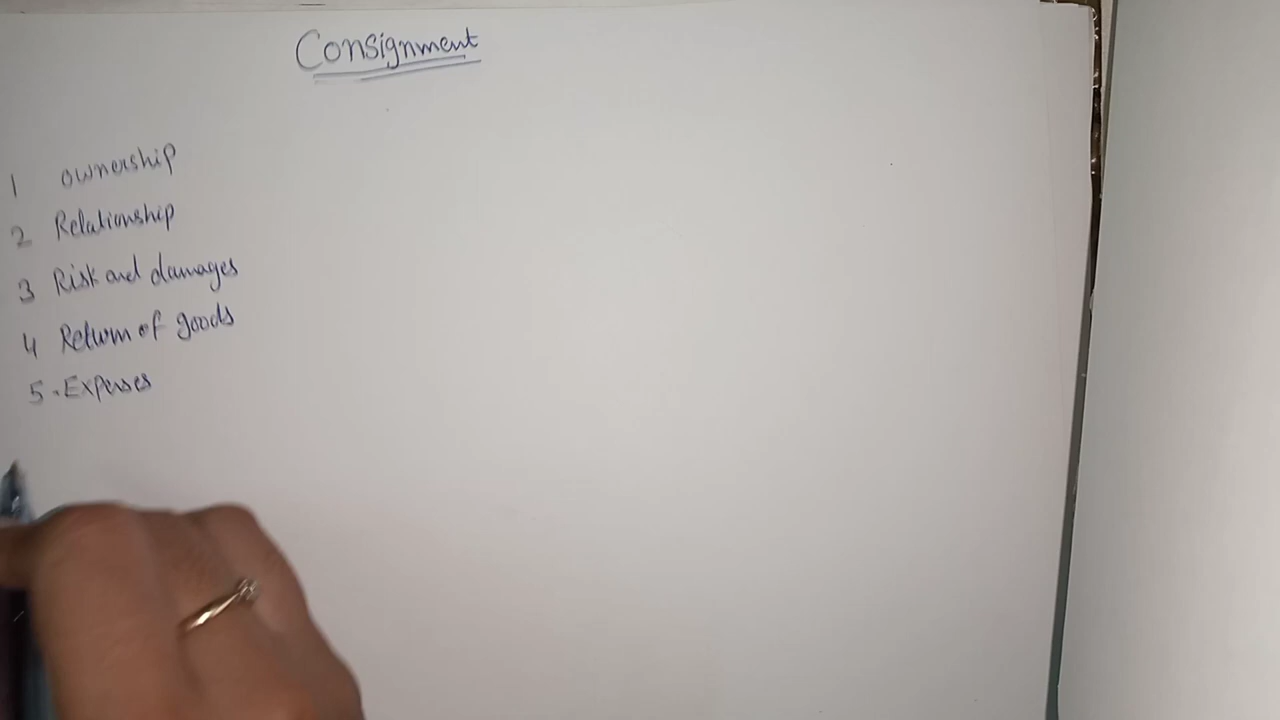 Consignment
1 ownership
2 Relationship
3 Risk and damages
4 Return of goods
5. Expenses